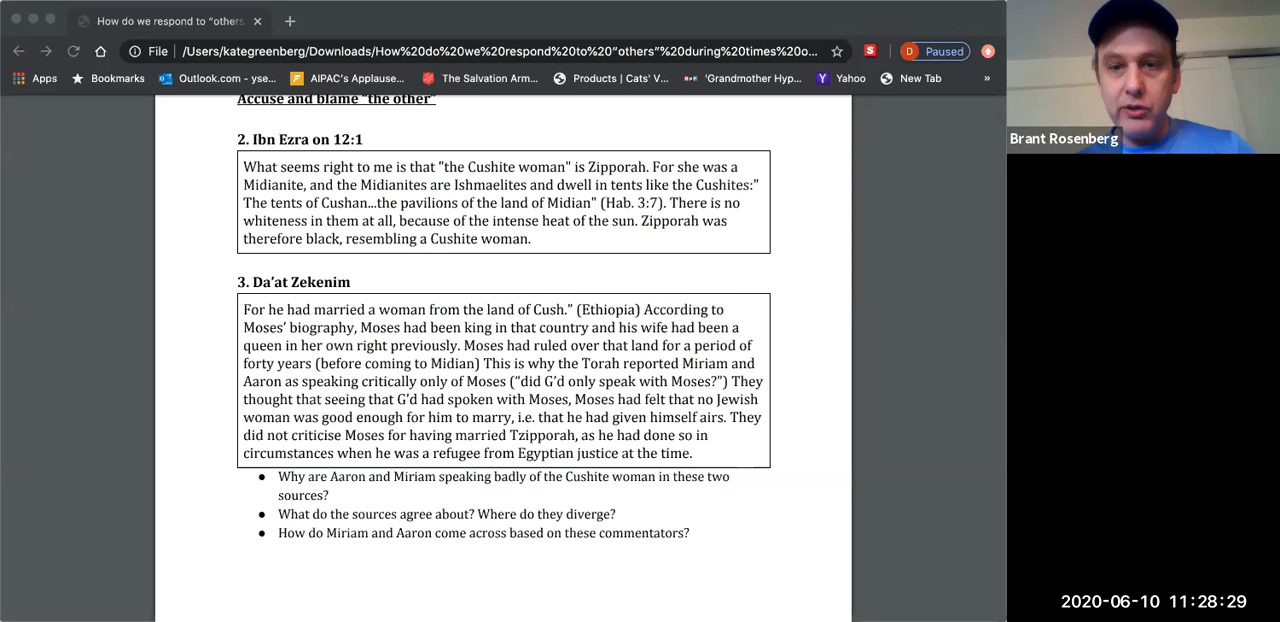 How do we respond to “others
File
/Users/kategreenberg/Downloads/How%20do%20we%20respond%20to%20“others”%20during%20times%20o...
S
D Paused
Apps
Bookmarks
Outlook.com - yse...
AIPAC's Applause...
The Salvation Arm...
Products | Cats' V...
'Grandmother Hyp...
Yahoo
New Tab
»
Accuse and blame “the other”
2. Ibn Ezra on 12:1
What seems right to me is that "the Cushite woman" is Zipporah. For she was a
Midianite, and the Midianites are Ishmaelites and dwell in tents like the Cushites:"
The tents of Cushan...the pavilions of the land of Midian" (Hab. 3:7). There is no
whiteness in them at all, because of the intense heat of the sun. Zipporah was
therefore black, resembling a Cushite woman.
3. Da’at Zekenim
For he had married a woman from the land of Cush.” (Ethiopia) According to
Moses’ biography, Moses had been king in that country and his wife had been a
queen in her own right previously. Moses had ruled over that land for a period of
forty years (before coming to Midian) This is why the Torah reported Miriam and
Aaron as speaking critically only of Moses (“did G’d only speak with Moses?”) They
thought that seeing that G’d had spoken with Moses, Moses had felt that no Jewish
woman was good enough for him to marry, i.e. that he had given himself airs. They
did not criticise Moses for having married Tzipporah, as he had done so in
circumstances when he was a refugee from Egyptian justice at the time.
● Why are Aaron and Miriam speaking badly of the Cushite woman in these two
sources?
● What do the sources agree about? Where do they diverge?
● How do Miriam and Aaron come across based on these commentators?
Brant Rosenberg
2020-06-10 11:28:29